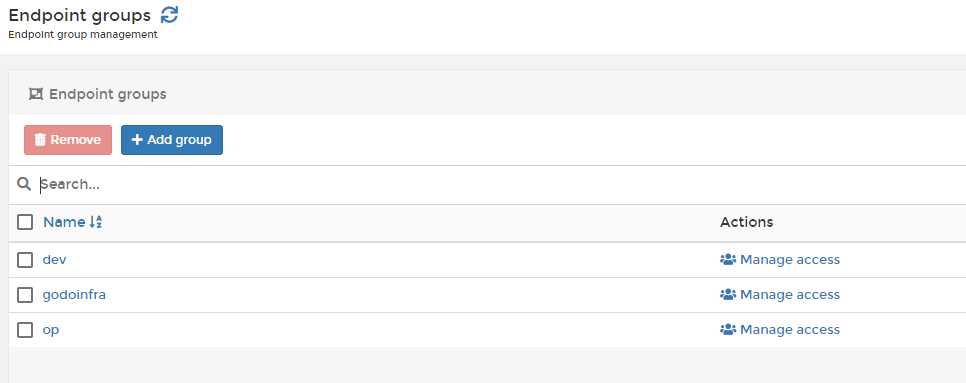 Endpoint groups
Endpoint group management
Endpoint groups
Remove
Add group
Search...
Name
Actions
dev
Manage access
godoinfra
Manage access
op
Manage access